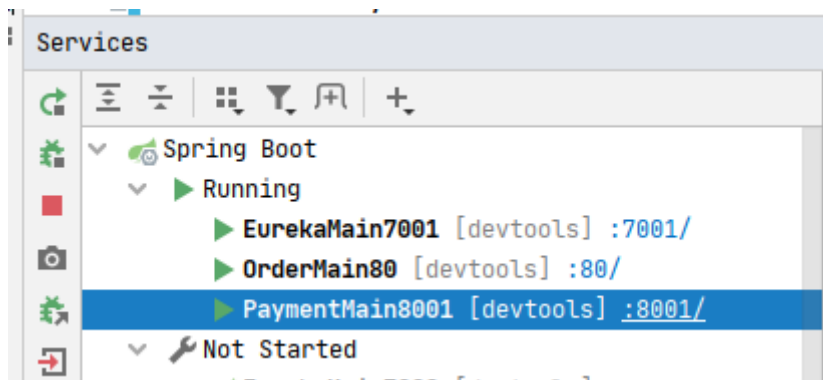 Services
Spring Boot
Running
EurekaMain7001 [devtools] :7001/
OrderMain80 [devtools] :80/
PaymentMain8001 [devtools] :8001/
Not Started